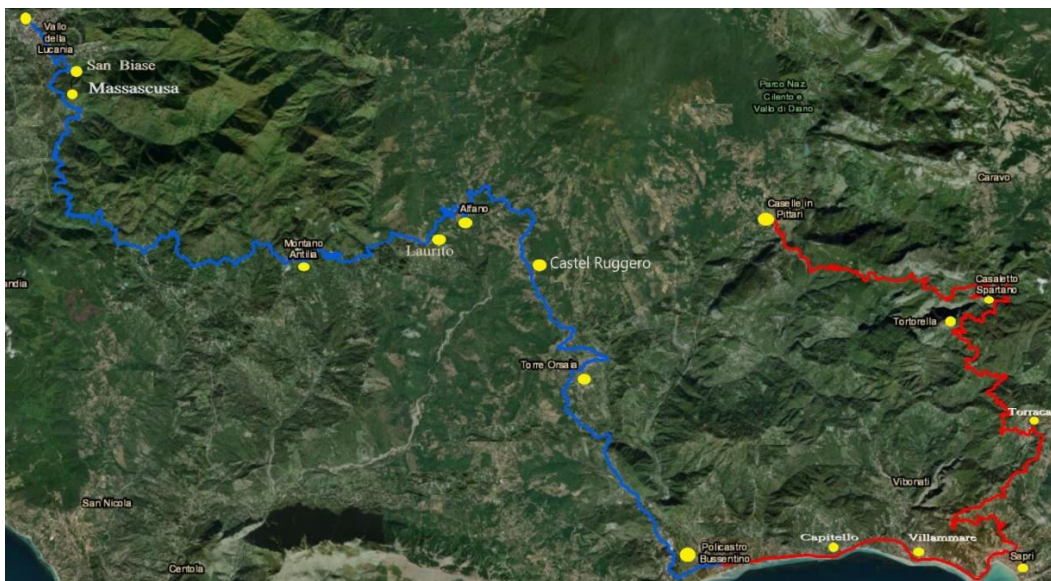 Vallo
della
Lucania
San Biase
Massascusa
Parco Naz.
Cilento e
Vallo di Diano
Caravo
Caselle in
Pittari
Alfano
Laurito
Montano
Antilia
Castel Ruggero
andia
Casaletto
Spartano
Tortorella
Torre Orsaia
Torraca
Vibonati
San Nicola
Capitello
Villammare
Policastro
Bussentino
Sapri
Centola